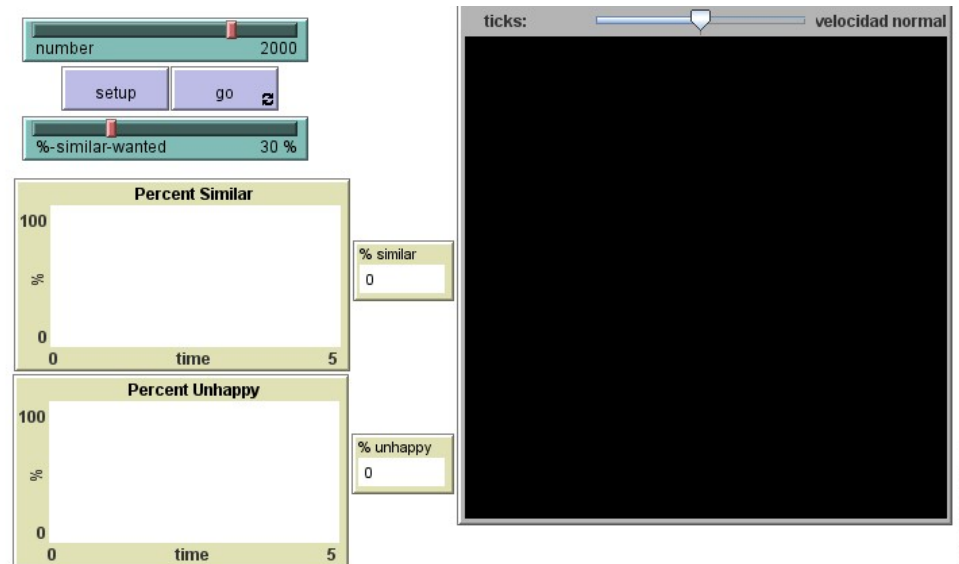 number 2000
setup
go
%-similar-wanted 30 %
Percent Similar
100
%
0
0 time 5
% similar
0
Percent Unhappy
100
%
0
0 time 5
% unhappy
0
ticks: velocidad normal